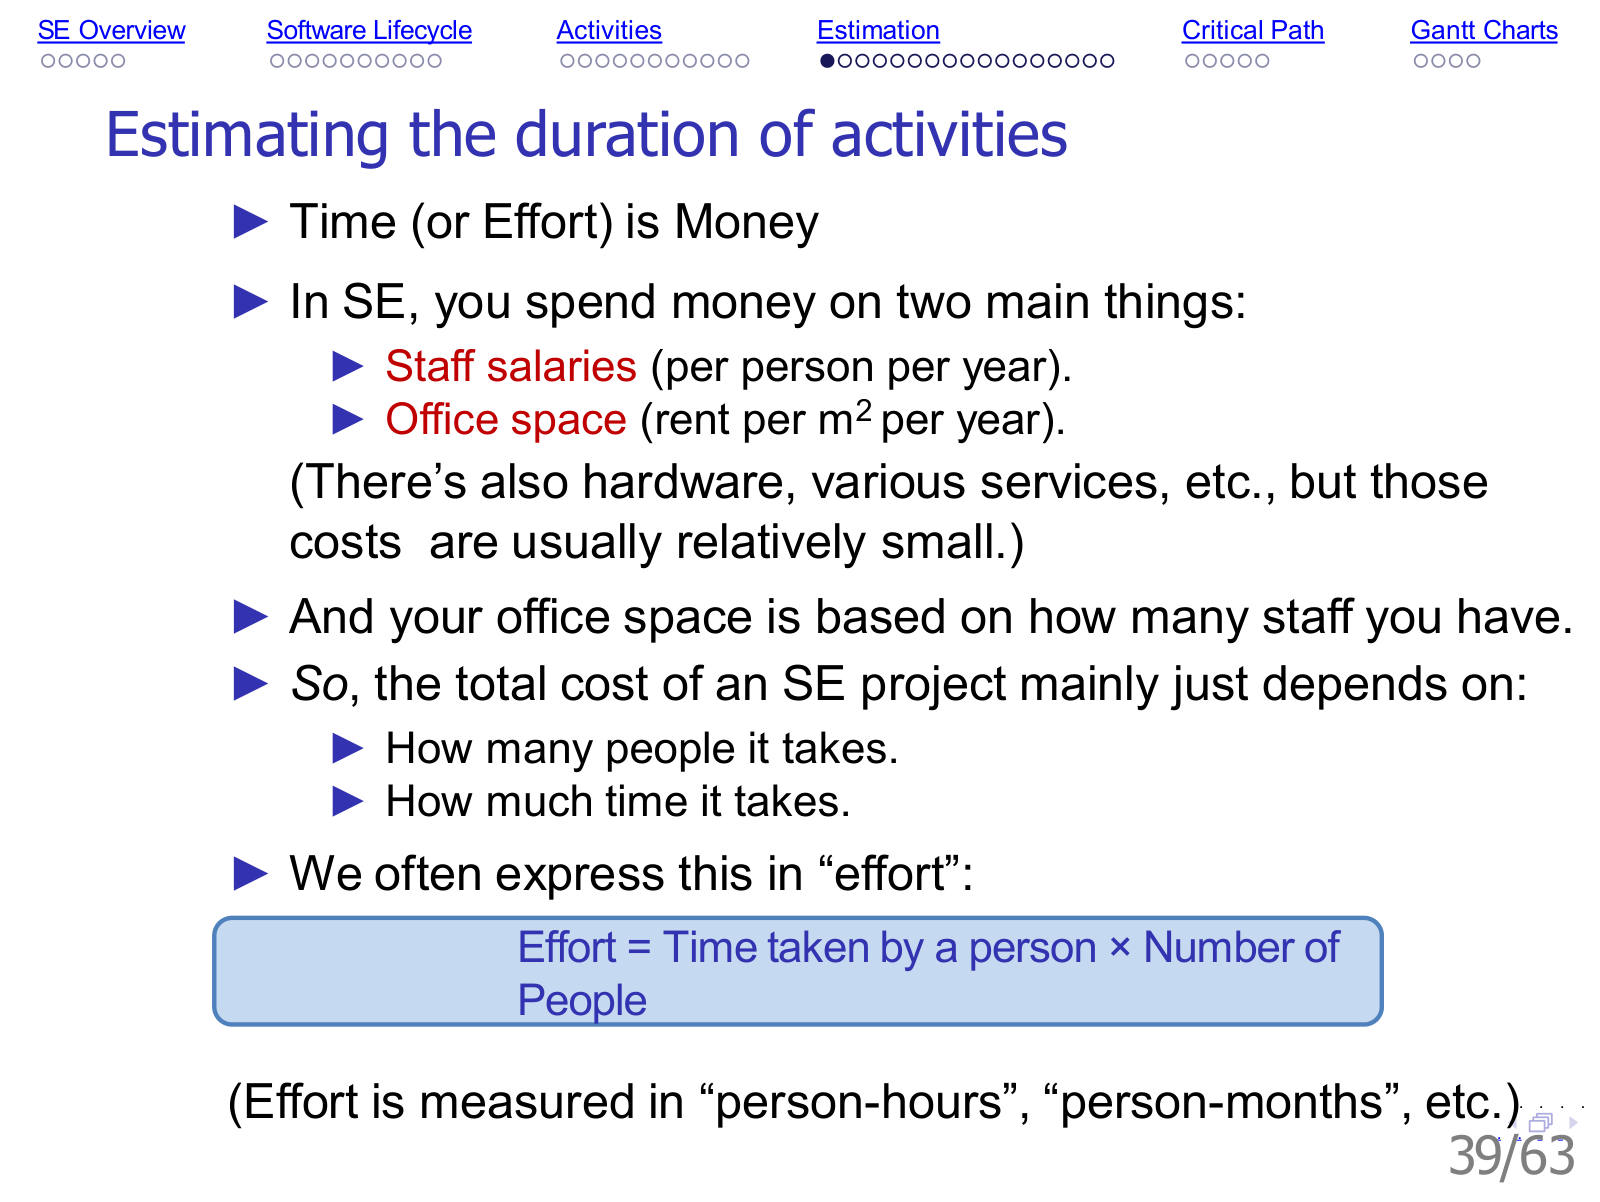 SE Overview Software Lifecycle Activities Estimation Critical Path Gantt Charts
Estimating the duration of activities
► Time (or Effort) is Money
► In SE, you spend money on two main things:
► Staff salaries (per person per year).
► Office space (rent per m² per year).
(There’s also hardware, various services, etc., but those
costs are usually relatively small.)
► And your office space is based on how many staff you have.
► So, the total cost of an SE project mainly just depends on:
► How many people it takes.
► How much time it takes.
► We often express this in “effort”:
Effort = Time taken by a person × Number of
People
(Effort is measured in “person-hours”, “person-months”, etc.)
39/63